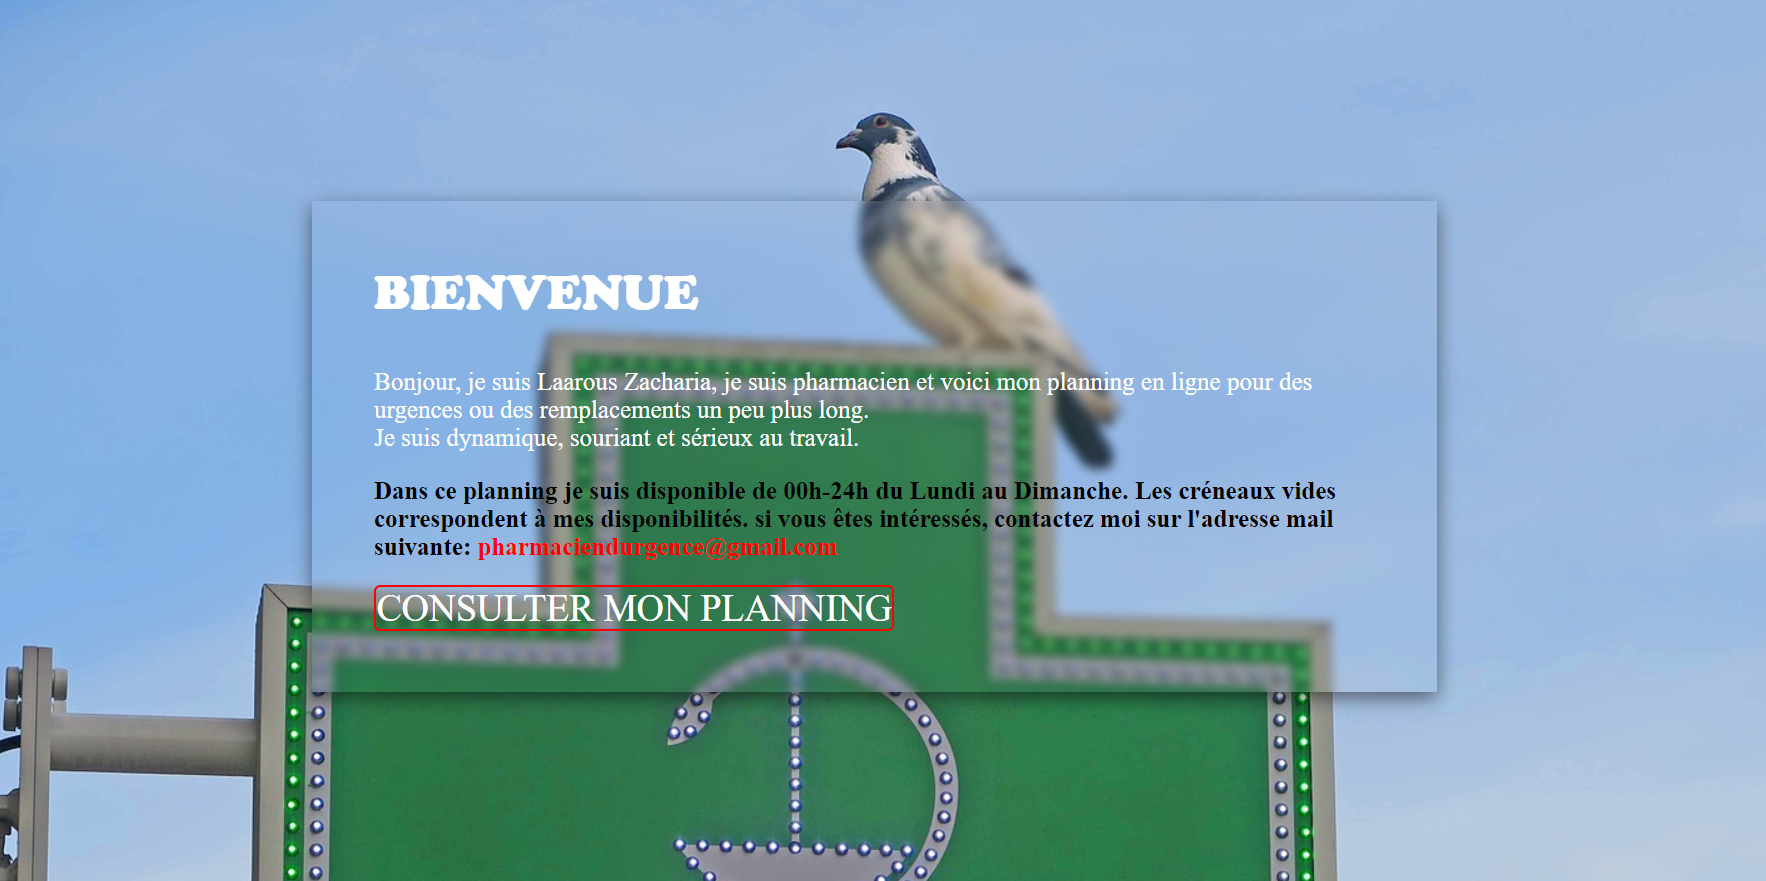 BIENVENUE
Bonjour, je suis Laarous Zacharia, je suis pharmacien et voici mon planning en ligne pour des
urgences ou des remplacements un peu plus long.
Je suis dynamique, souriant et sérieux au travail.
Dans ce planning je suis disponible de 00h-24h du Lundi au Dimanche. Les créneaux vides
correspondent à mes disponibilités. si vous êtes intéressés, contactez moi sur l'adresse mail
suivante: pharmaciendurgence@gmail.com
CONSULTER MON PLANNING